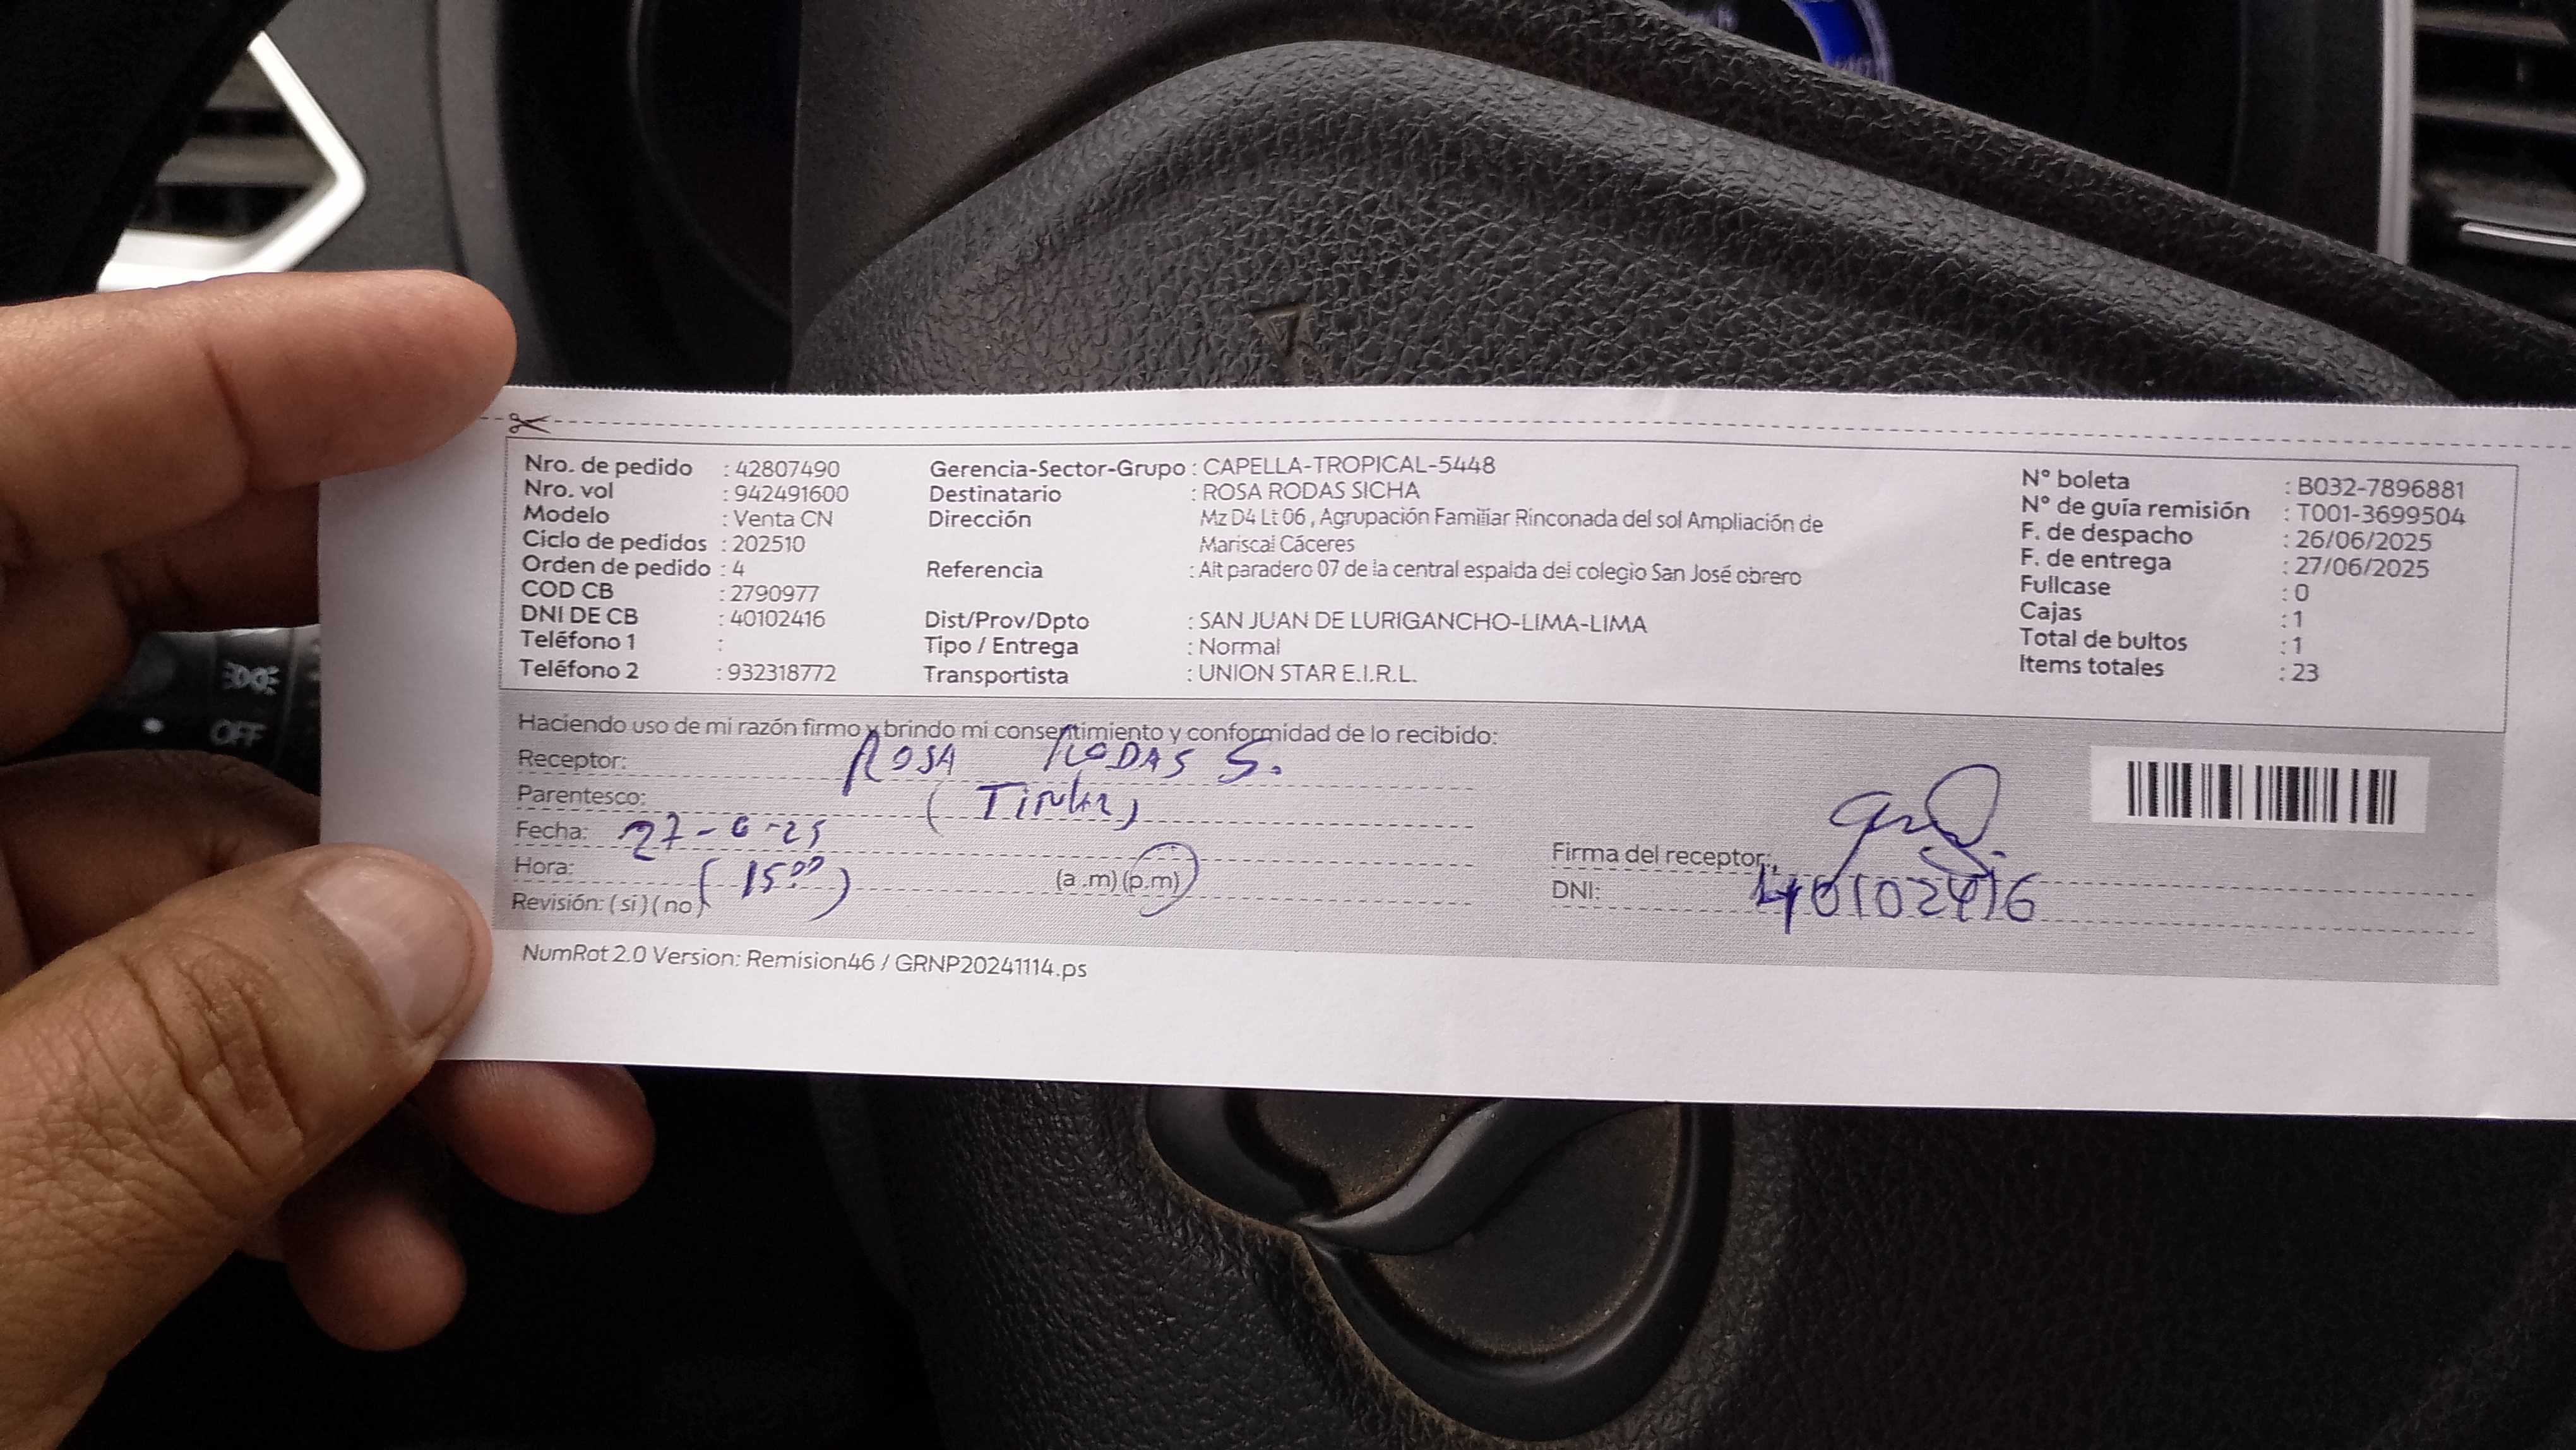 Nro. de pedido : 42807490
Nro. vol : 942491600
Modelo : Venta CN
Ciclo de pedidos : 202510
Orden de pedido : 4
COD CB : 2790977
DNI DE CB : 40102416
Teléfono 1 :
Teléfono 2 : 932318772
Gerencia-Sector-Grupo : CAPELLA-TROPICAL-5448
Destinatario : ROSA RODAS SICHA
Dirección Mz D4 Lt 06 , Agrupación Familiar Rinconada del sol Ampliación de
Mariscal Cáceres
Referencia : Alt paradero 07 de la central espalda del colegio San José obrero
Dist/Prov/Dpto : SAN JUAN DE LURIGANCHO-LIMA-LIMA
Tipo / Entrega : Normal
Transportista : UNION STAR E.I.R.L.
N° boleta : B032-7896881
N° de guía remisión : T001-3699504
F. de despacho : 26/06/2025
F. de entrega : 27/06/2025
Fullcase : 0
Cajas : 1
Total de bultos : 1
Items totales : 23
Haciendo uso de mi razón firmo y brindo mi consentimiento y conformidad de lo recibido:
Receptor: ROSA RODAS S.
Parentesco:
Fecha: 27-6-25
Hora: (15⁰⁰) (a .m) (p.m)
Revisión: ( si ) ( no )
Firma del receptor:
DNI: 40102416
NumRot 2.0 Version: Remision46 / GRNP20241114.ps
OFF